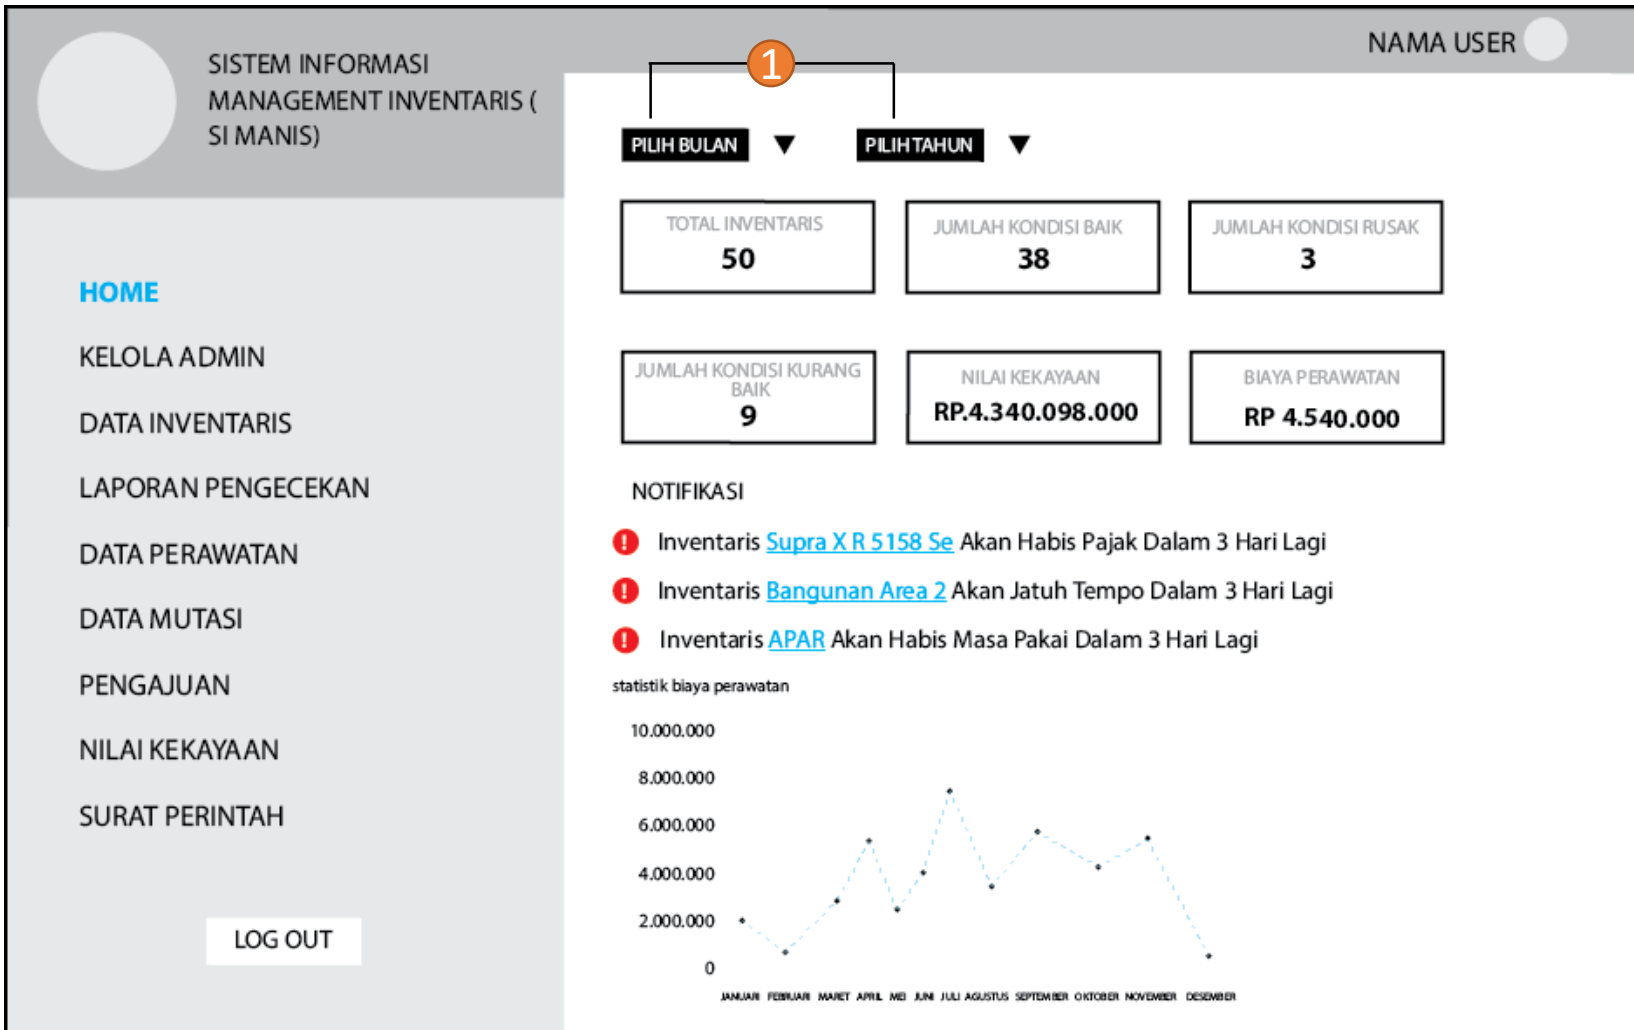 NAMA USER
SISTEM INFORMASI
MANAGEMENT INVENTARIS (
SI MANIS)
1
PILIH BULAN
PILIH TAHUN
HOME
KELOLA ADMIN
DATA INVENTARIS
LAPORAN PENGECEKAN
DATA PERAWATAN
DATA MUTASI
PENGAJUAN
NILAI KEKAYAAN
SURAT PERINTAH
LOG OUT
TOTAL INVENTARIS
50
JUMLAH KONDISI BAIK
38
JUMLAH KONDISI RUSAK
3
JUMLAH KONDISI KURANG
BAIK
9
NILAI KEKAYAAN
RP.4.340.098.000
BIAYA PERAWATAN
RP 4.540.000
NOTIFIKASI
! Inventaris Supra X R 5158 Se Akan Habis Pajak Dalam 3 Hari Lagi
! Inventaris Bangunan Area 2 Akan Jatuh Tempo Dalam 3 Hari Lagi
! Inventaris APAR Akan Habis Masa Pakai Dalam 3 Hari Lagi
statistik biaya perawatan
10.000.000
8.000.000
6.000.000
4.000.000
2.000.000
0
JANUARI FEBRUARI MARET APRIL MEI JUNI JULI AGUSTUS SEPTEMBER OKTOBER NOVEMBER DESEMBER